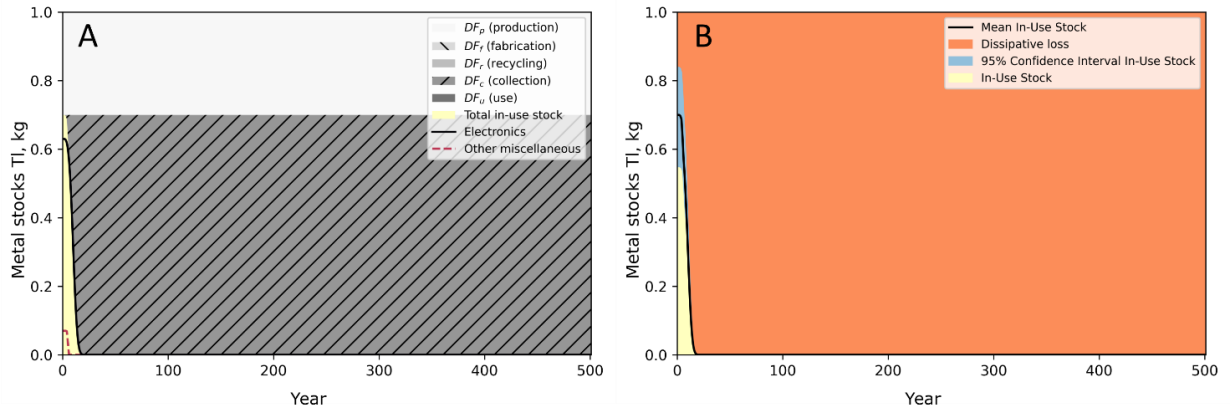 A
1.0
0.8
0.6
0.4
0.2
0.0
Metal stocks Tl, kg
0
100
200
300
400
500
Year
DFp (production)
DFf (fabrication)
DFr (recycling)
DFc (collection)
DFu (use)
Total in-use stock
Electronics
Other miscellaneous
B
1.0
0.8
0.6
0.4
0.2
0.0
Metal stocks Tl, kg
0
100
200
300
400
500
Year
Mean In-Use Stock
Dissipative loss
95% Confidence Interval In-Use Stock
In-Use Stock